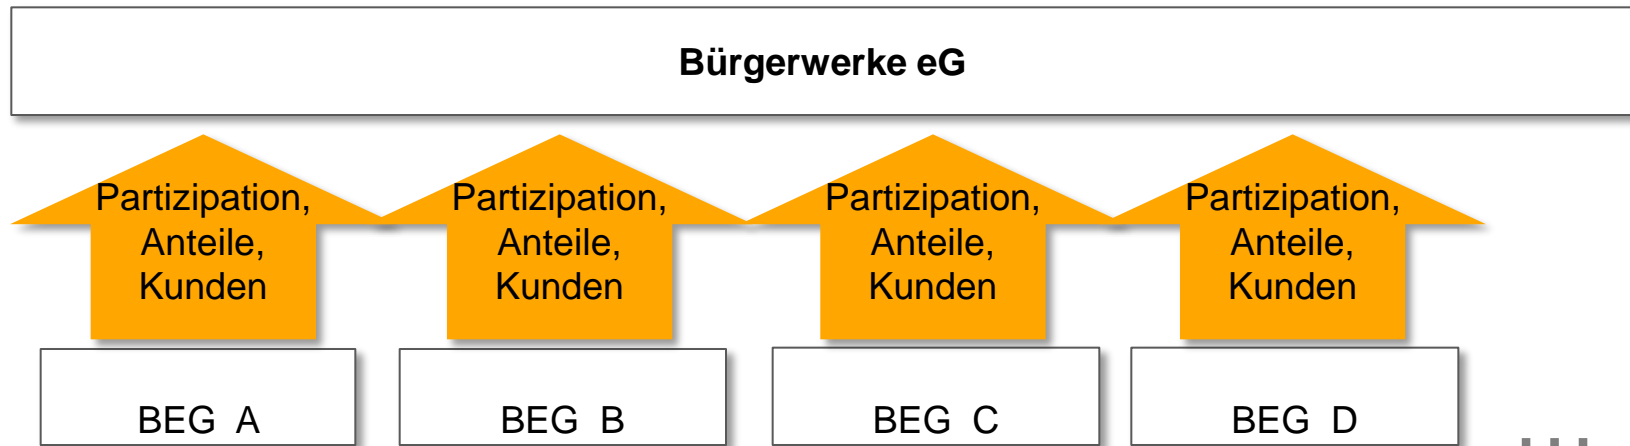 Bürgerwerke eG
Partizipation,
Anteile,
Kunden
Partizipation,
Anteile,
Kunden
Partizipation,
Anteile,
Kunden
Partizipation,
Anteile,
Kunden
BEG A
BEG B
BEG C
BEG D
...